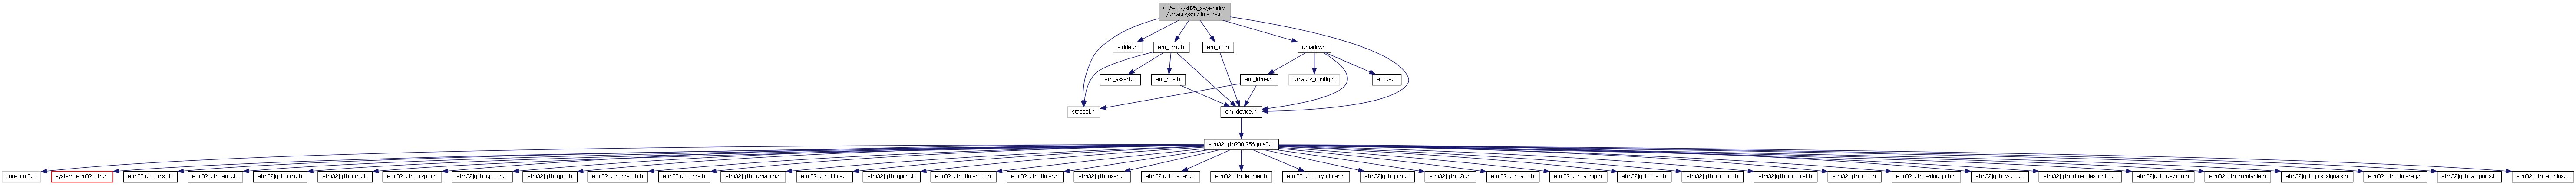 C:/work/s025_sw/emdrv
/dmadrv/src/dmadrv.c
stddef.h
em_cmu.h
em_int.h
dmadrv.h
em_assert.h
em_bus.h
em_ldma.h
dmadrv_config.h
ecode.h
stdbool.h
em_device.h
efm32jg1b200f256gm48.h
core_cm3.h
system_efm32jg1b.h
efm32jg1b_msc.h
efm32jg1b_emu.h
efm32jg1b_rmu.h
efm32jg1b_cmu.h
efm32jg1b_crypto.h
efm32jg1b_gpio_p.h
efm32jg1b_gpio.h
efm32jg1b_prs_ch.h
efm32jg1b_prs.h
efm32jg1b_ldma_ch.h
efm32jg1b_ldma.h
efm32jg1b_gpcrc.h
efm32jg1b_timer_cc.h
efm32jg1b_timer.h
efm32jg1b_usart.h
efm32jg1b_leuart.h
efm32jg1b_letimer.h
efm32jg1b_cryotimer.h
efm32jg1b_pcnt.h
efm32jg1b_i2c.h
efm32jg1b_adc.h
efm32jg1b_acmp.h
efm32jg1b_idac.h
efm32jg1b_rtcc_cc.h
efm32jg1b_rtcc_ret.h
efm32jg1b_rtcc.h
efm32jg1b_wdog_pch.h
efm32jg1b_wdog.h
efm32jg1b_dma_descriptor.h
efm32jg1b_devinfo.h
efm32jg1b_romtable.h
efm32jg1b_prs_signals.h
efm32jg1b_dmareq.h
efm32jg1b_af_ports.h
efm32jg1b_af_pins.h